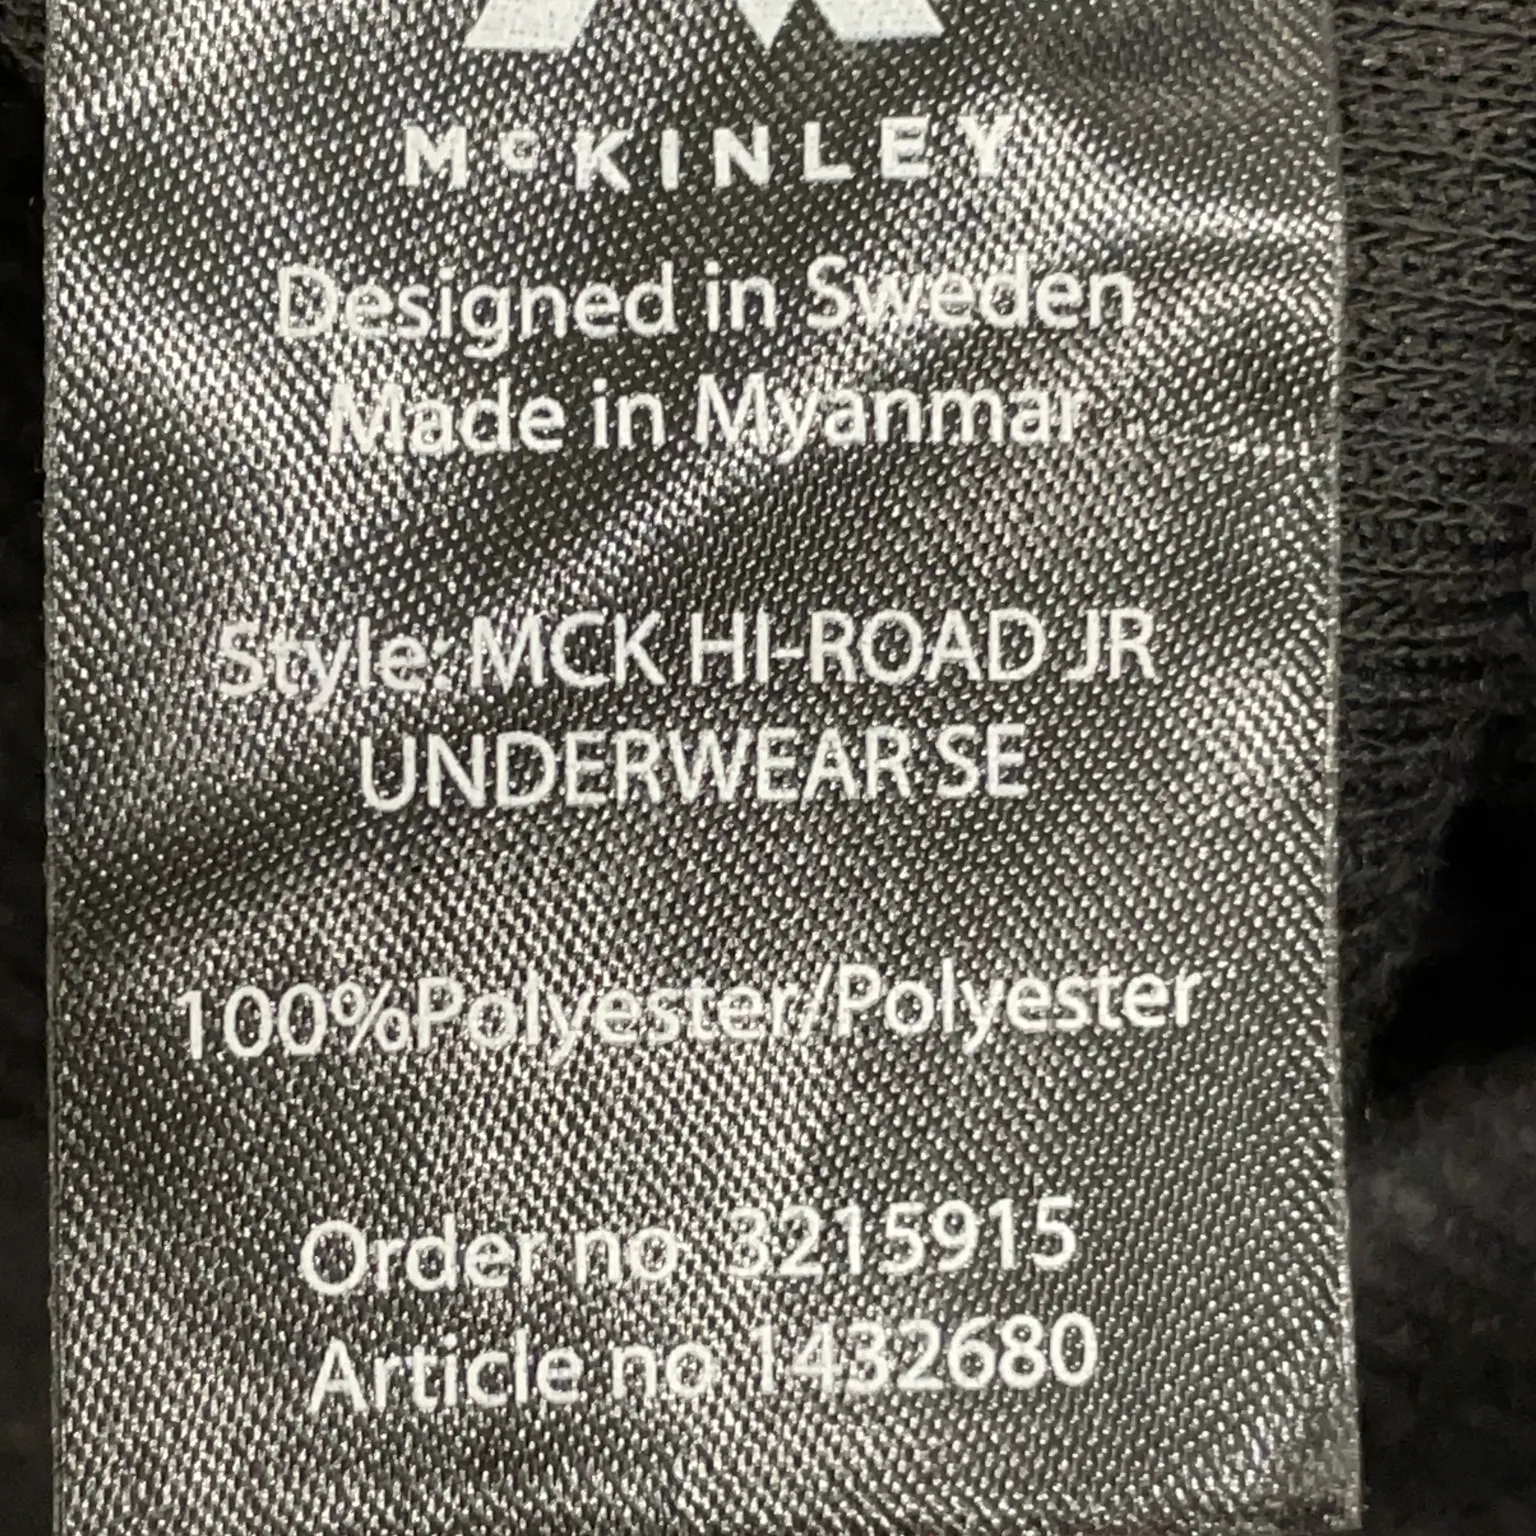 McKINLEY
Designed in Sweden
Made in Myanmar
Style: MCK HI-ROAD JR
UNDERWEAR SE
100%Polyester/Polyester
Order no 3215915
Article no 1432680